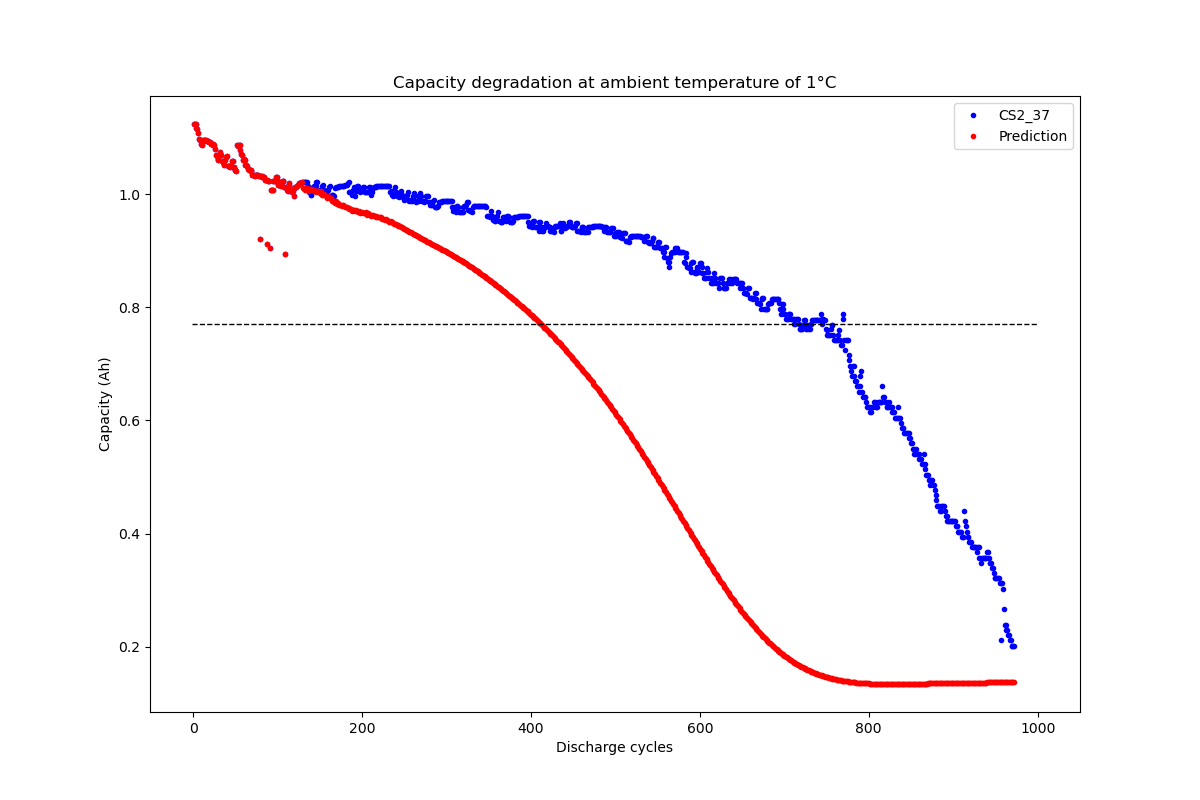 Capacity degradation at ambient temperature of 1°C
CS2_37
Prediction
Capacity (Ah)
1.0
0.8
0.6
0.4
0.2
0
200
400
600
800
1000
Discharge cycles